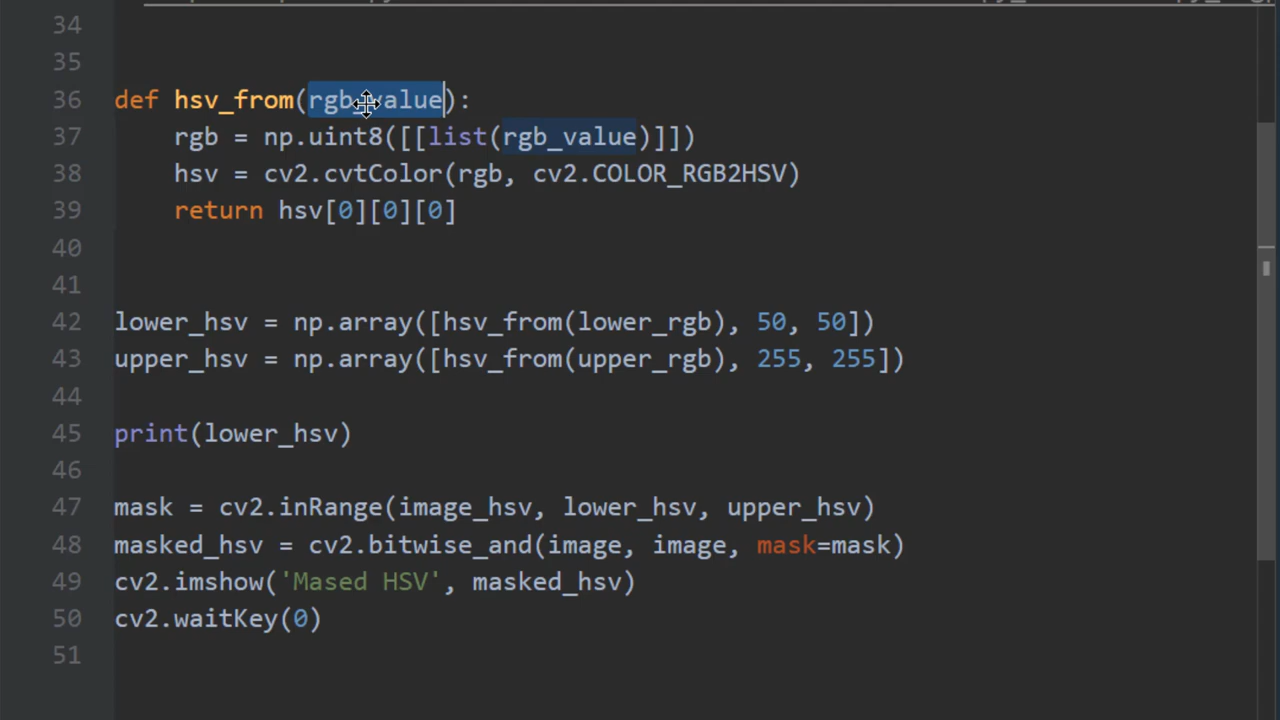 34
35
36 def hsv_from(rgb_value):
37 rgb = np.uint8([[list(rgb_value)]])
38 hsv = cv2.cvtColor(rgb, cv2.COLOR_RGB2HSV)
39 return hsv[0][0][0]
40
41
42 lower_hsv = np.array([hsv_from(lower_rgb), 50, 50])
43 upper_hsv = np.array([hsv_from(upper_rgb), 255, 255])
44
45 print(lower_hsv)
46
47 mask = cv2.inRange(image_hsv, lower_hsv, upper_hsv)
48 masked_hsv = cv2.bitwise_and(image, image, mask=mask)
49 cv2.imshow('Mased HSV', masked_hsv)
50 cv2.waitKey(0)
51